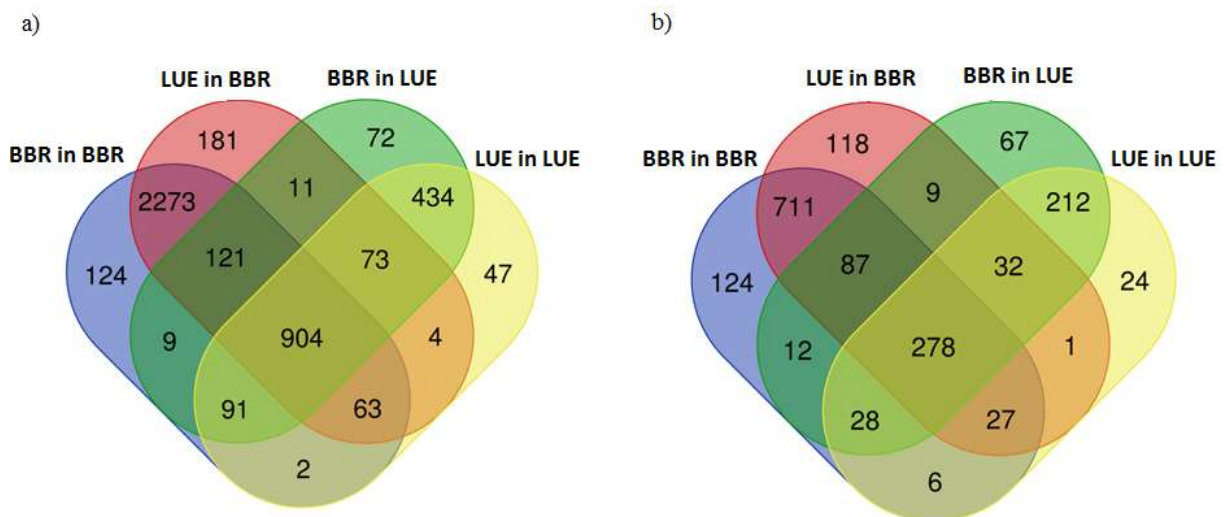 a)
LUE in BBR BBR in LUE
BBR in BBR LUE in LUE
181 72
2273 11 434
124 121 73 47
9 904 4
91 63
2
b)
LUE in BBR BBR in LUE
BBR in BBR LUE in LUE
118 67
711 9 212
124 87 32 24
12 278 1
28 27
6